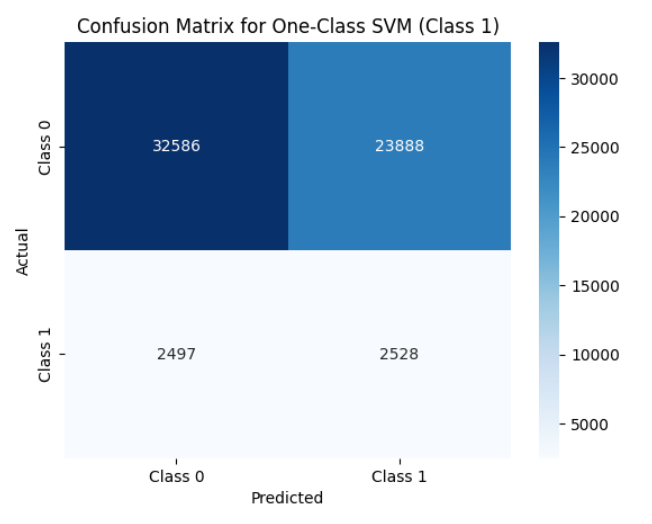 Confusion Matrix for One-Class SVM (Class 1)
Actual
Class 0
32586
23888
Class 1
2497
2528
Class 0
Class 1
Predicted
30000
25000
20000
15000
10000
5000